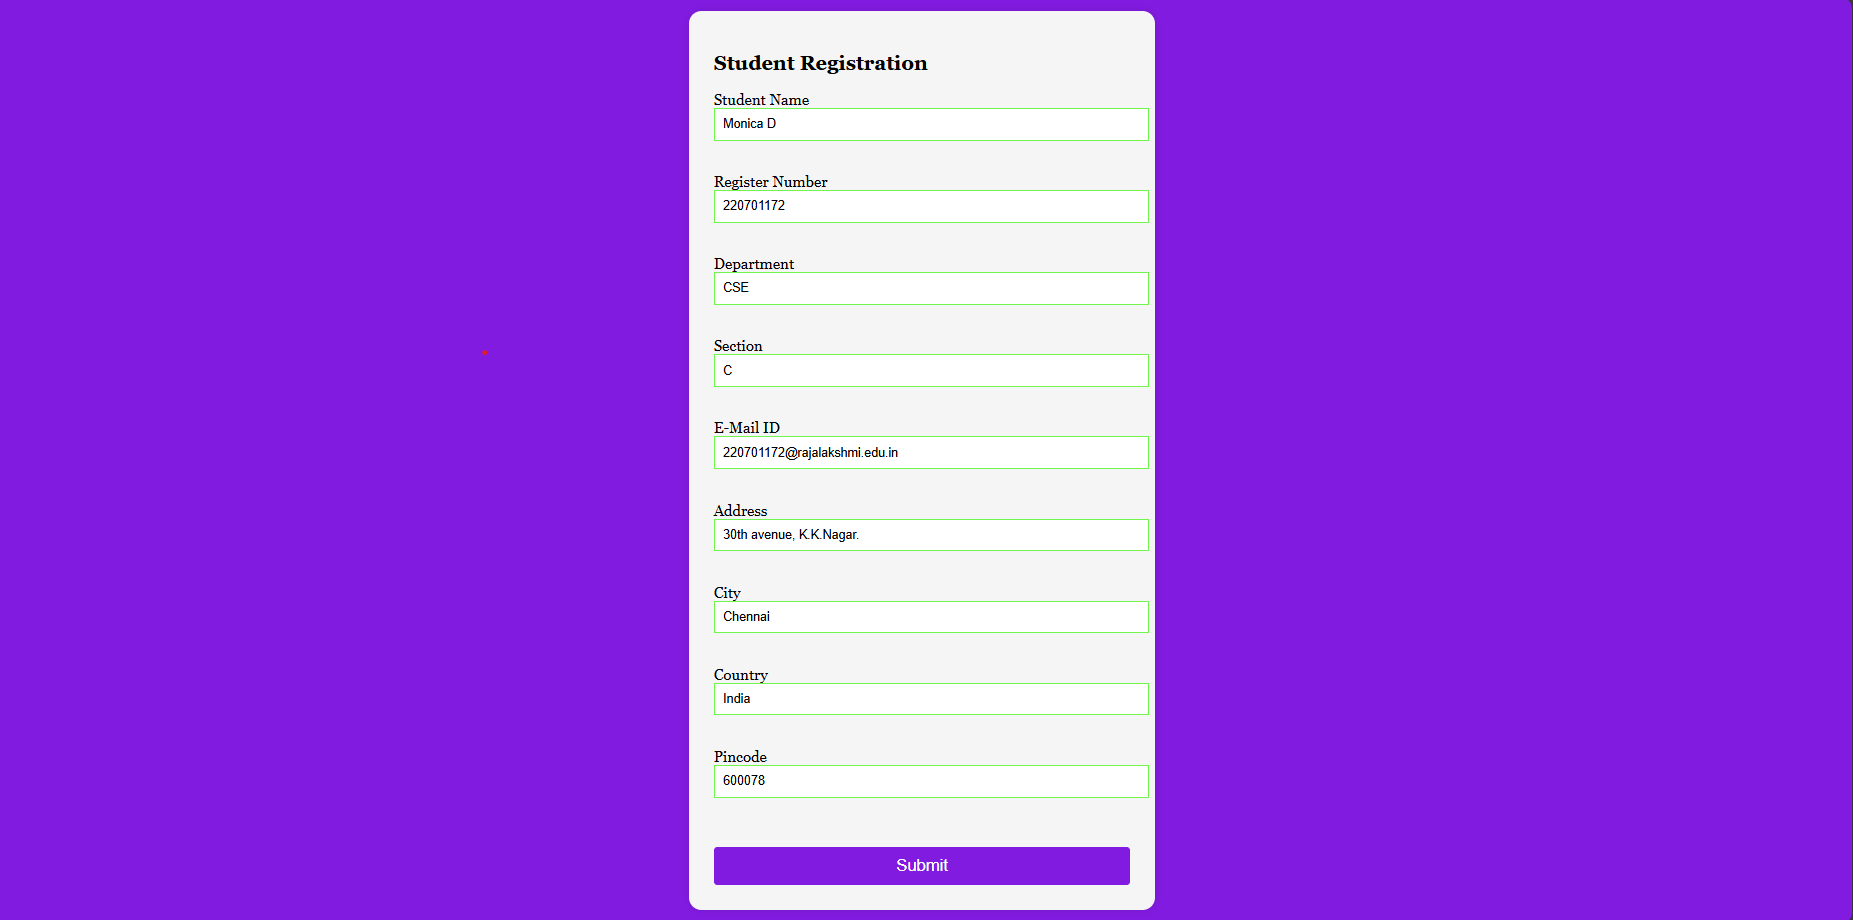 Student Registration
Student Name
Monica D
Register Number
220701172
Department
CSE
Section
C
E-Mail ID
220701172@rajalakshmi.edu.in
Address
30th avenue, K.K.Nagar.
City
Chennai
Country
India
Pincode
600078
Submit